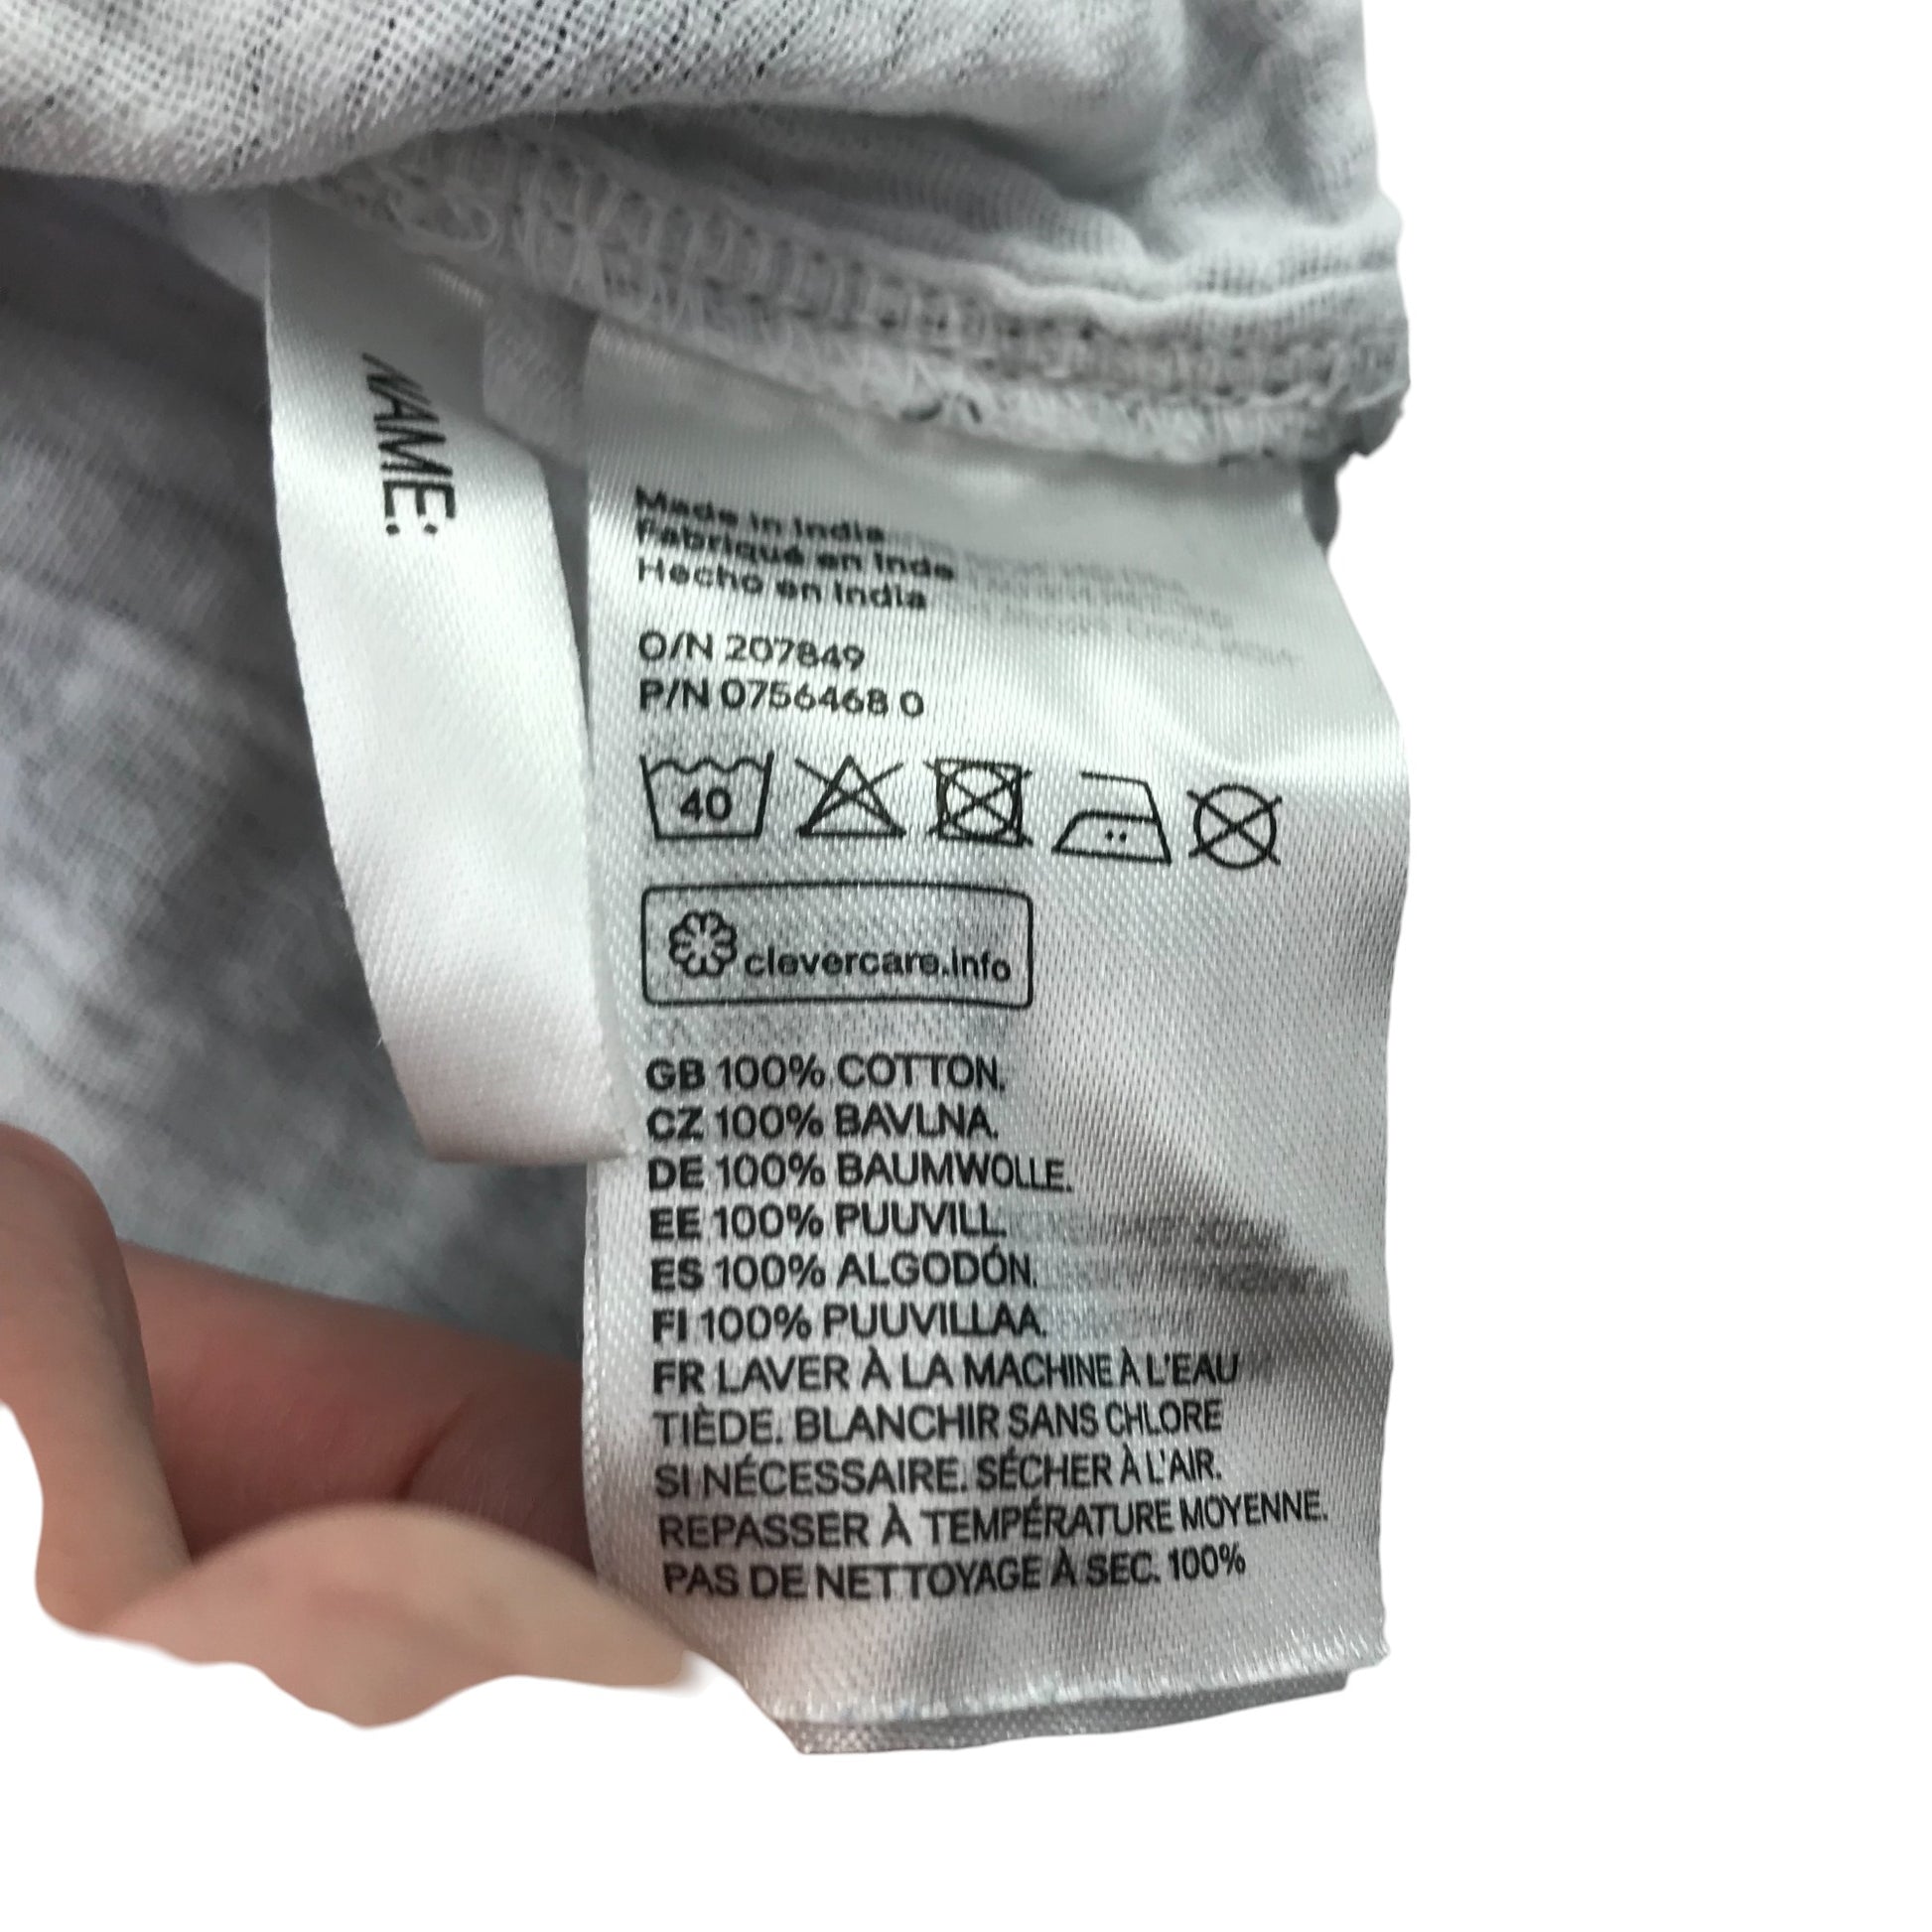 NAME:
Made in India
Fabriqué en Inde
Hecho en India
O/N 207849
P/N 0756468 0
40
clevercare.info
GB 100% COTTON.
CZ 100% BAVLNA.
DE 100% BAUMWOLLE.
EE 100% PUUVILL.
ES 100% ALGODÓN.
FI 100% PUUVILLAA.
FR LAVER À LA MACHINE À L'EAU
TIÈDE. BLANCHIR SANS CHLORE
SI NÉCESSAIRE. SÉCHER À L'AIR.
REPASSER À TEMPÉRATURE MOYENNE.
PAS DE NETTOYAGE À SEC. 100%